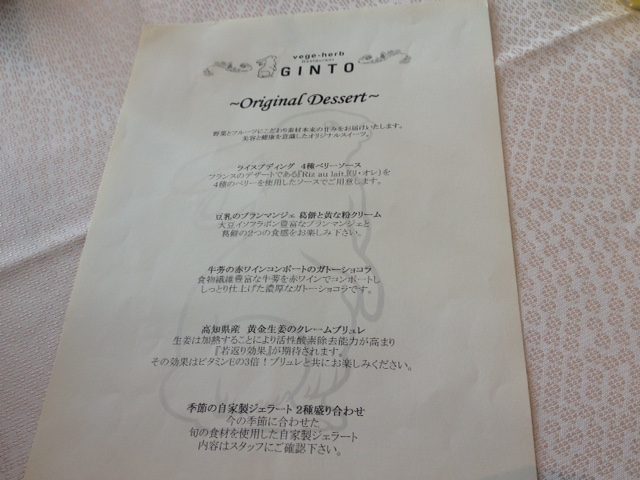 vege-herb
restaurant
GINTO
~Original Dessert~
野菜とフルーツにこだわり素材本来の甘みをお届けいたします。
美容と健康を意識したオリジナルスイーツ。
ライスプディング 4種ベリーソース
フランスのデザートである『Riz au lait』(リ・オレ)を
4種のベリーを使用したソースでご用意します。
豆乳のブランマンジェ 葛餅と黄な粉クリーム
大豆イソフラボン豊富なブランマンジェと
葛餅の2つの食感をお楽しみ下さい。
牛蒡の赤ワインコンポートのガトーショコラ
食物繊維豊富な牛蒡を赤ワインでコンポートし
しっとり仕上げた濃厚なガトーショコラです。
高知県産 黄金生姜のクレームブリュレ
生姜は加熱することにより活性酸素除去能力が高まり
『若返り効果』が期待されます。
その効果はビタミンEの3倍!ブリュレと共にお楽しみください。
季節の自家製ジェラート 2種盛り合わせ
今の季節に合わせた
旬の食材を使用した自家製ジェラート
内容はスタッフにご確認下さい。